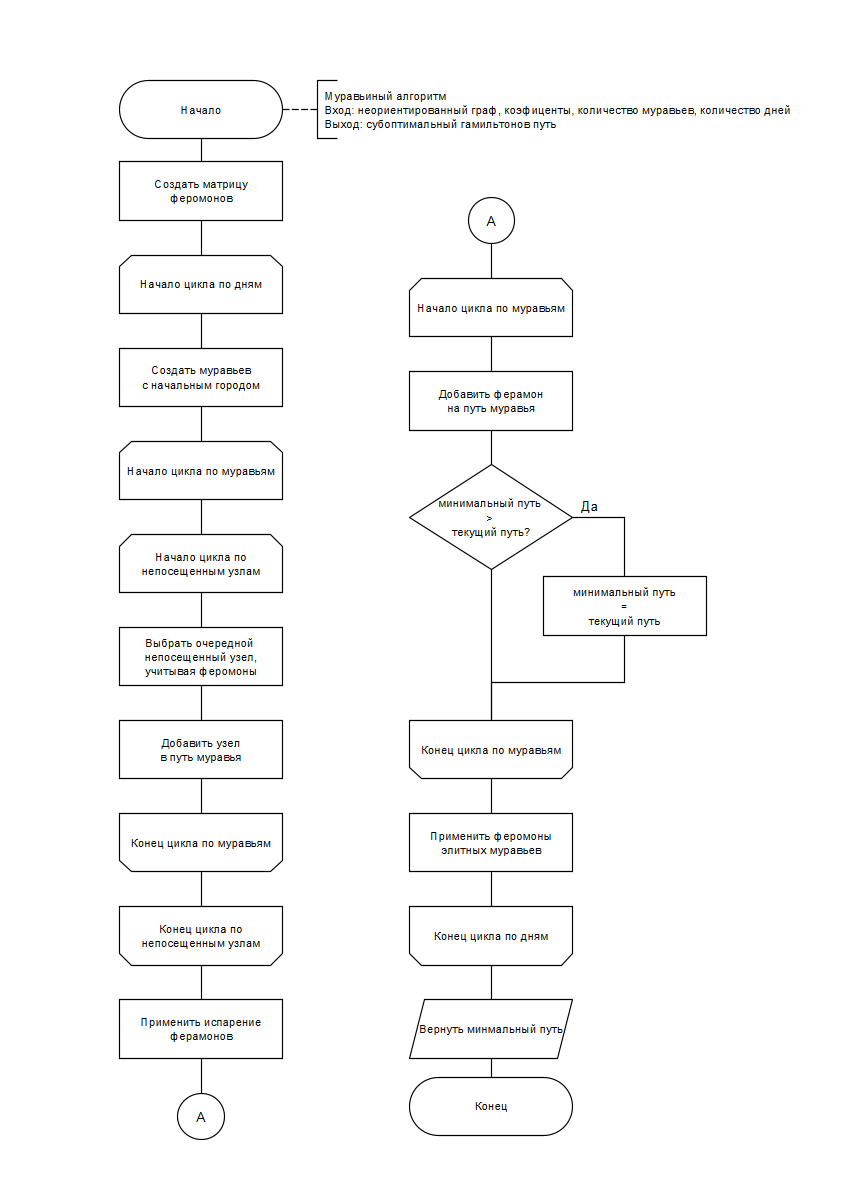 Начало
Муравьиный алгоритм
Вход: неориентированный граф, коэфиценты, количество муравьев, количество дней
Выход: субоптимальный гамильтонов путь
Создать матрицу
феромонов
Начало цикла по дням
Создать муравьев
с начальным городом
Начало цикла по муравьям
Начало цикла по
непосещенным узлам
Выбрать очередной
непосещенный узел,
учитывая феромоны
Добавить узел
в путь муравья
Конец цикла по муравьям
Конец цикла по
непосещенным узлам
Применить испарение
ферамонов
А
А
Начало цикла по муравьям
Добавить ферамон
на путь муравья
минимальный путь
>
текущий путь?
Да
минимальный путь
=
текущий путь
Конец цикла по муравьям
Применить феромоны
элитных муравьев
Конец цикла по дням
Вернуть минмальный путь
Конец